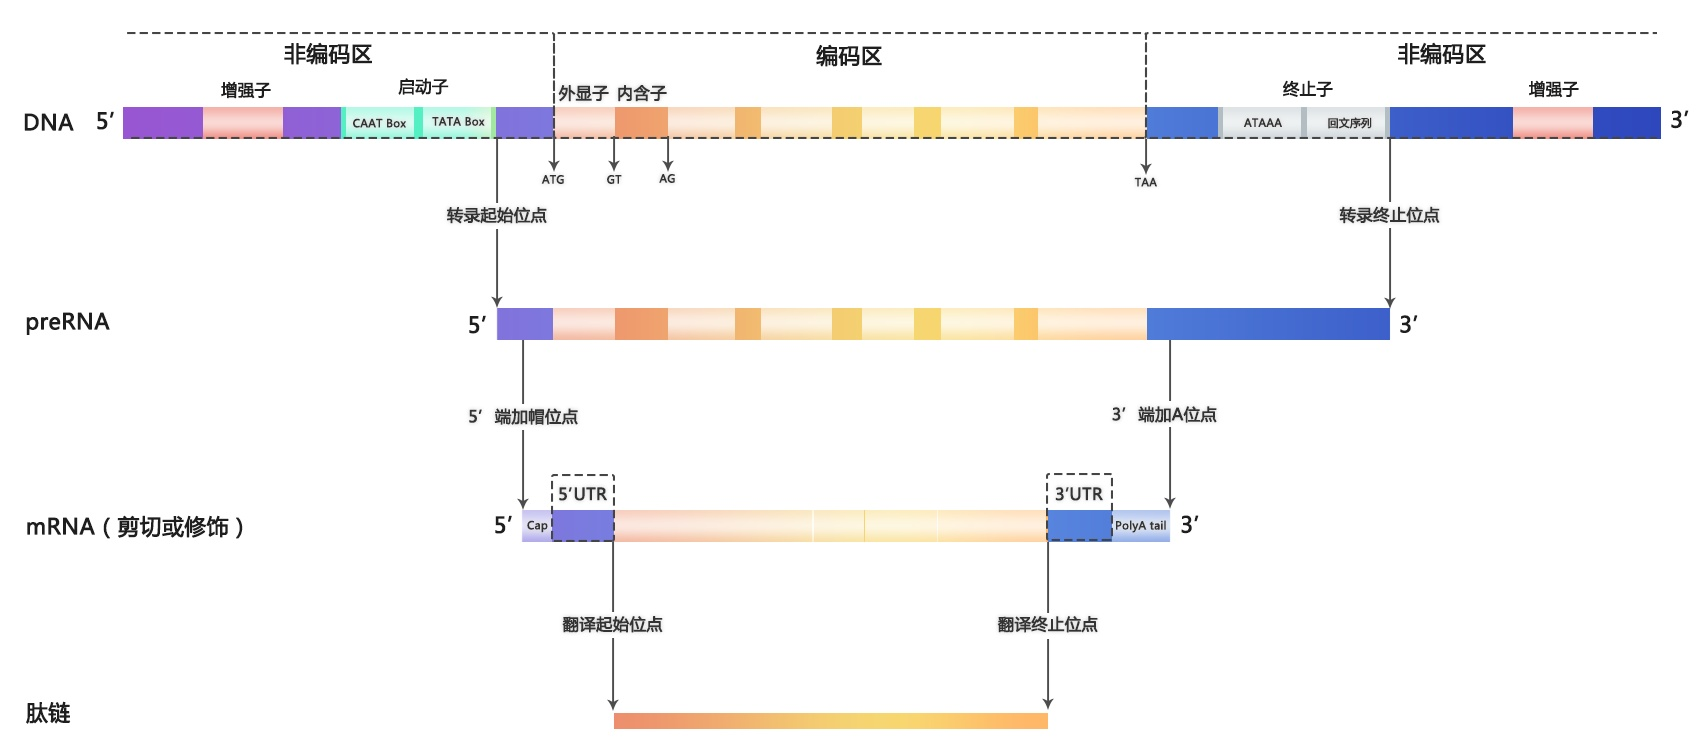 非编码区
编码区
非编码区
增强子
启动子
外显子
内含子
终止子
增强子
DNA
5′
CAAT Box
TATA Box
ATAAA
回文序列
3′
ATG
GT
AG
TAA
转录起始位点
转录终止位点
preRNA
5′
3′
5′ 端加帽位点
3′ 端加A位点
5′UTR
3′UTR
mRNA（剪切或修饰）
5′
Cap
PolyA tail
3′
翻译起始位点
翻译终止位点
肽链